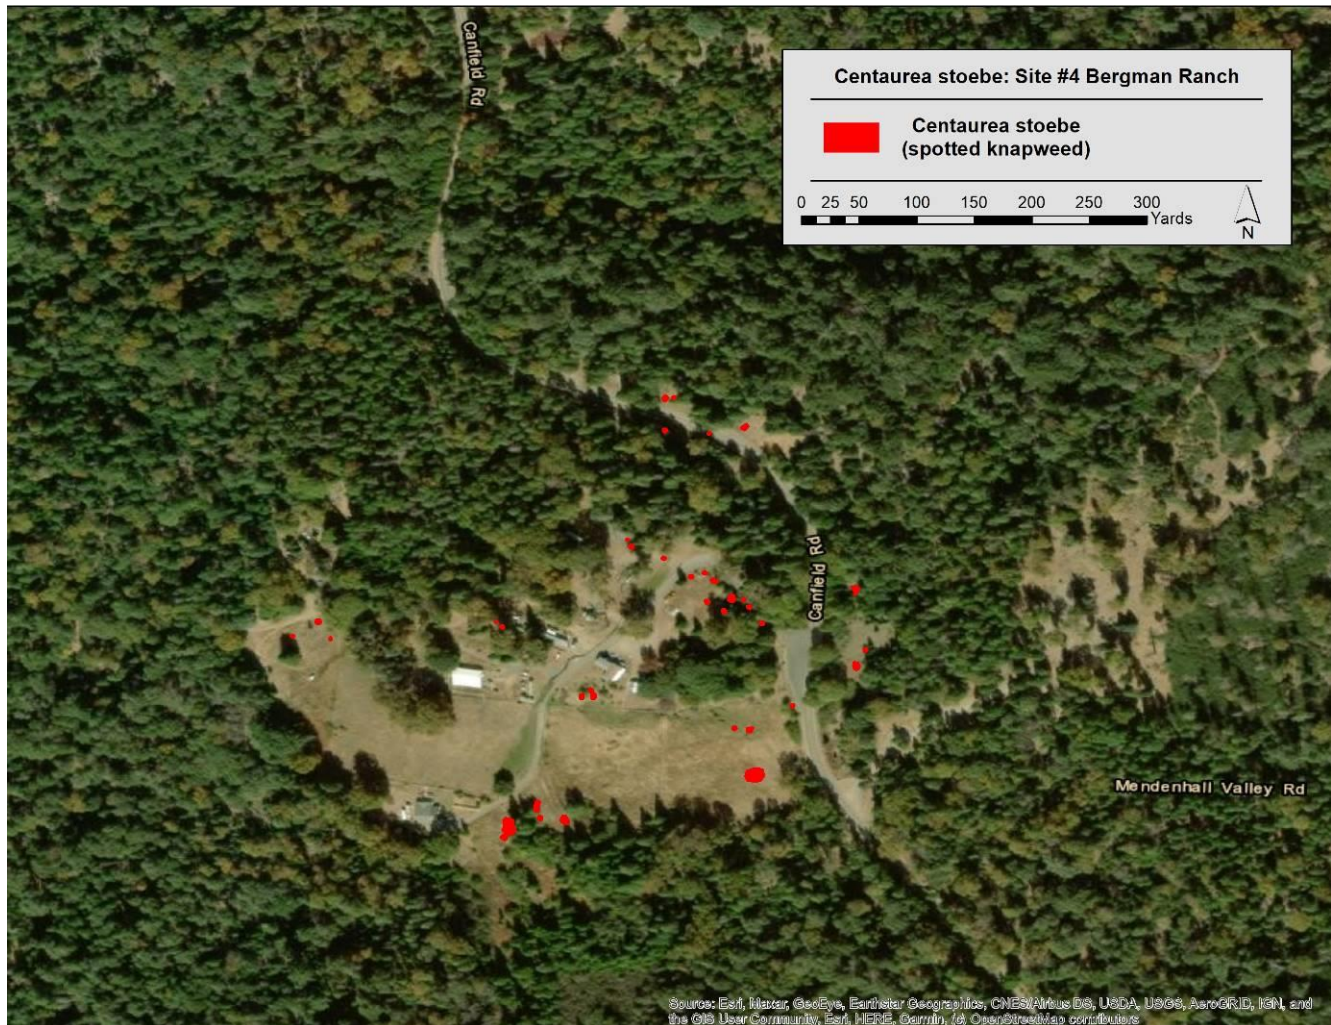 Canfield Rd
Centaurea stoebe: Site #4 Bergman Ranch
Centaurea stoebe
(spotted knapweed)
0 25 50 100 150 200 250 300
Yards
N
Canfield Rd
Mendenhall Valley Rd
Source: Esri, Maxar, GeoEye, Earthstar Geographics, CNES/Airbus DS, USDA, USGS, AeroGRID, IGN, and
the GIS User Community, Esri, HERE, Garmin, (c) OpenStreetMap contributors